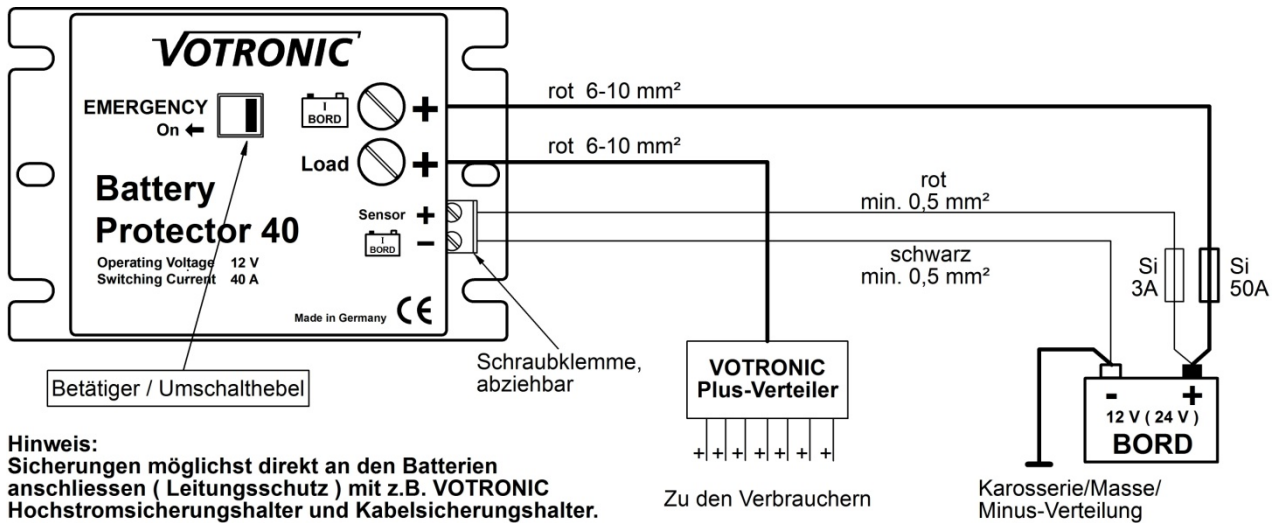 VOTRONIC
EMERGENCY
On ←
I
BORD
+
Load
+
Battery
Protector 40
Sensor +
I
BORD
−
Operating Voltage 12 V
Switching Current 40 A
Made in Germany CE
rot 6-10 mm²
rot 6-10 mm²
rot
min. 0,5 mm²
schwarz
min. 0,5 mm²
Si
3A
Si
50A
Betätiger / Umschalthebel
Schraubklemme,
abziehbar
VOTRONIC
Plus-Verteiler
+ + + + + + +
Zu den Verbrauchern
- +
12 V ( 24 V )
BORD
Karosserie/Masse/
Minus-Verteilung
Hinweis:
Sicherungen möglichst direkt an den Batterien
anschliessen ( Leitungsschutz ) mit z.B. VOTRONIC
Hochstromsicherungshalter und Kabelsicherungshalter.